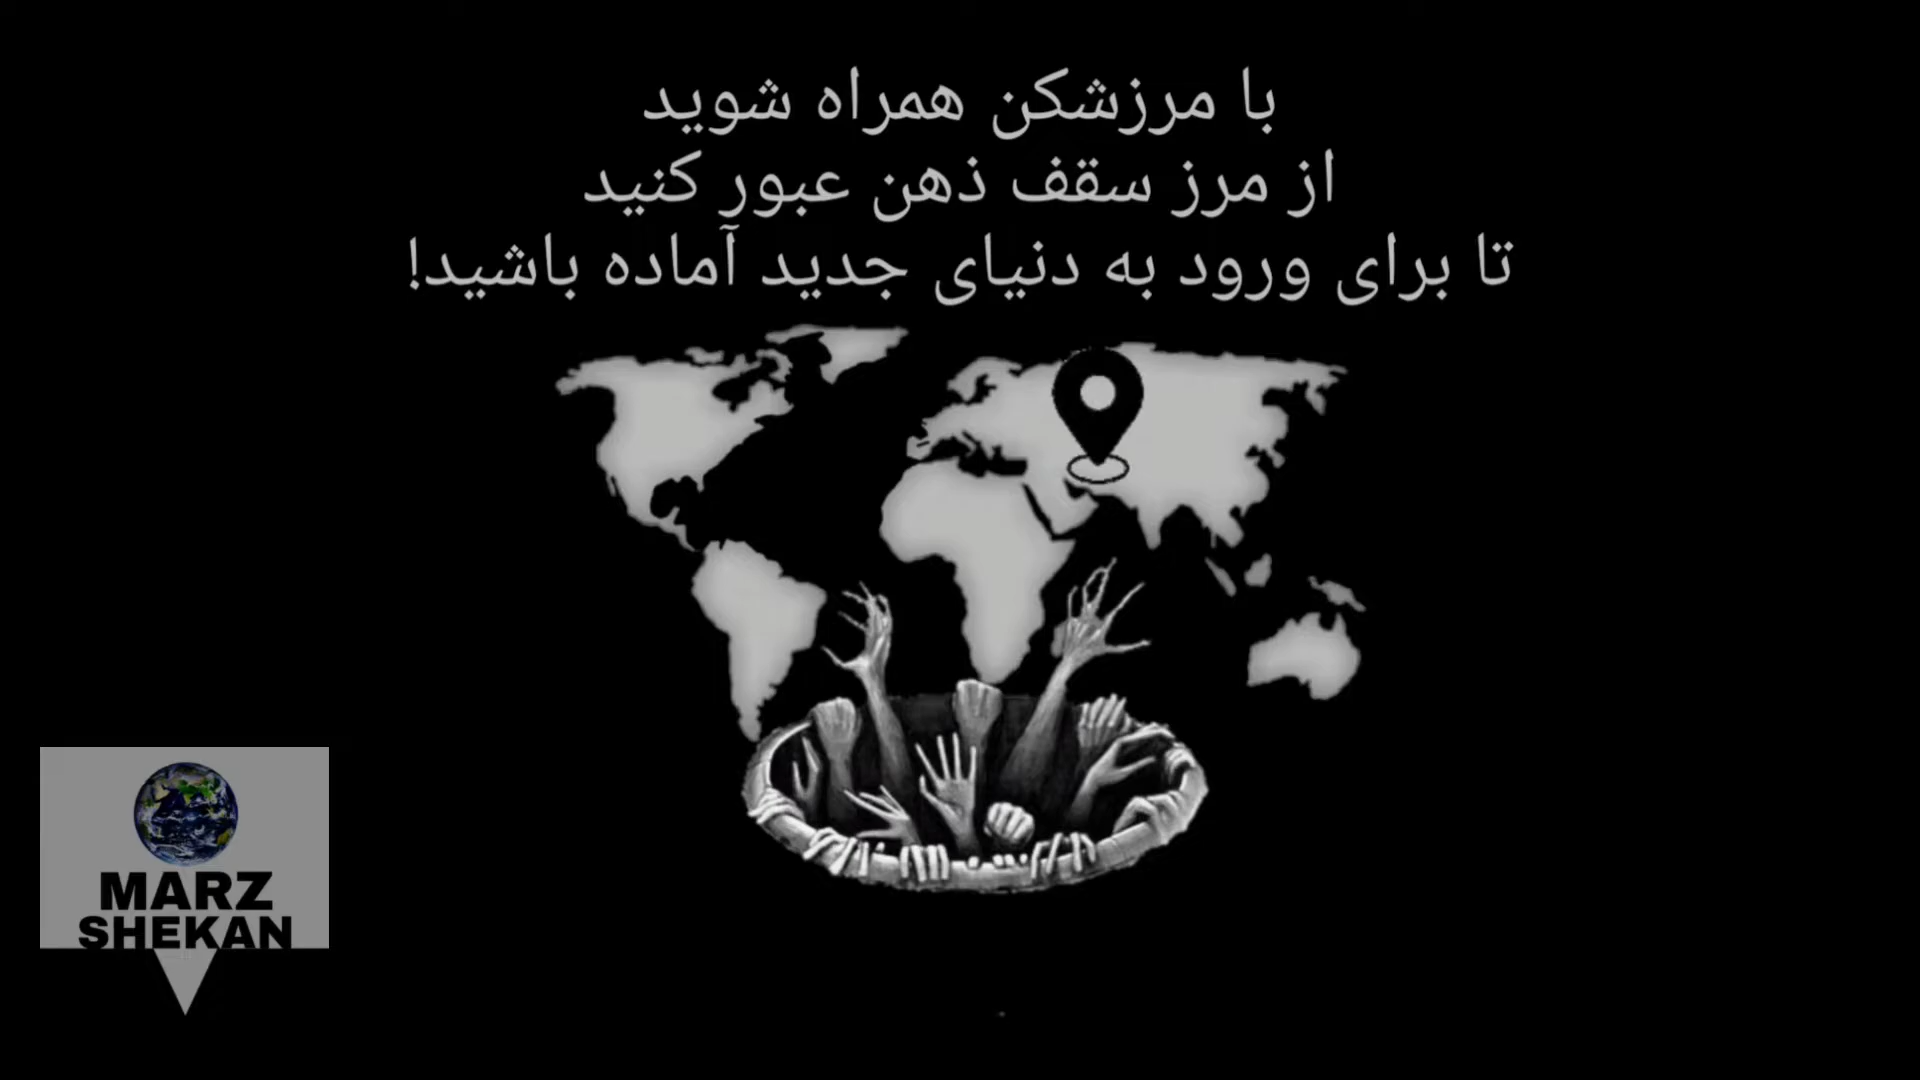 با مرزشکن همراه شوید
از مرز سقف ذهن عبور کنید
تا برای ورود به دنیای جدید آماده باشید!
MARZ
SHEKAN